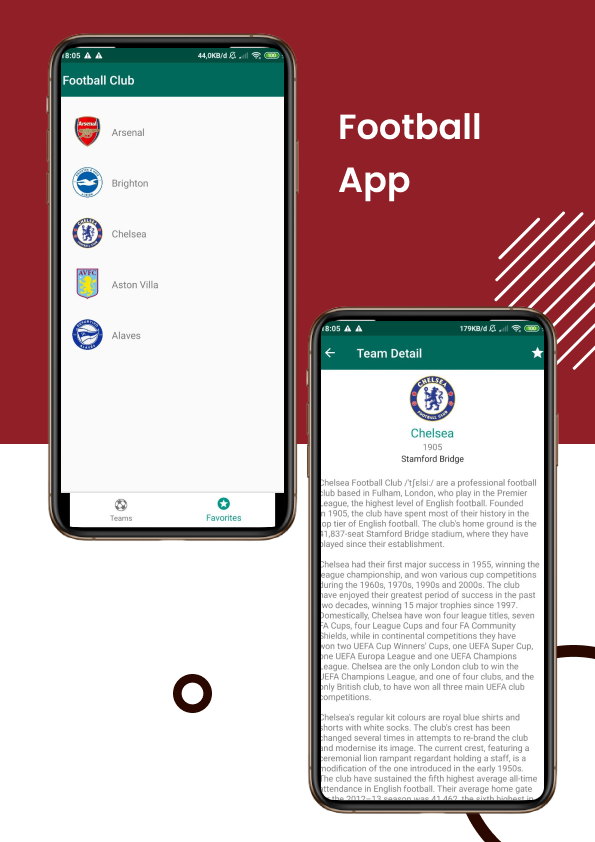 Football
App
8:05
44,0KB/d
100
Football Club
Arsenal
Arsenal
Brighton
CHELSEA
FOOTBALL CLUB
Chelsea
AVFC
Aston Villa
Alaves
Teams
Favorites
8:05
179KB/d
100
Team Detail
CHELSEA
FOOTBALL CLUB
Chelsea
1905
Stamford Bridge
Chelsea Football Club /tʃɛlsiː/ are a professional football
club based in Fulham, London, who play in the Premier
League, the highest level of English football. Founded
in 1905, the club have spent most of their history in the
top tier of English football. The club's home ground is the
41,837-seat Stamford Bridge stadium, where they have
played since their establishment.
Chelsea had their first major success in 1955, winning the
league championship, and won various cup competitions
during the 1960s, 1970s, 1990s and 2000s. The club
have enjoyed their greatest period of success in the past
two decades, winning 15 major trophies since 1997.
Domestically, Chelsea have won four league titles, seven
FA Cups, four League Cups and four FA Community
Shields, while in continental competitions they have
won two UEFA Cup Winners' Cups, one UEFA Super Cup,
one UEFA Europa League and one UEFA Champions
League. Chelsea are the only London club to win the
UEFA Champions League, and one of four clubs, and the
only British club, to have won all three main UEFA club
competitions.
Chelsea's regular kit colours are royal blue shirts and
shorts with white socks. The club's crest has been
changed several times in attempts to re-brand the club
and modernise its image. The current crest, featuring a
ceremonial lion rampant regardant holding a staff, is a
modification of the one introduced in the early 1950s.
The club have sustained the fifth highest average all-time
attendance in English football. Their average home gate
for the 2012–13 season was 41,462, the sixth highest in